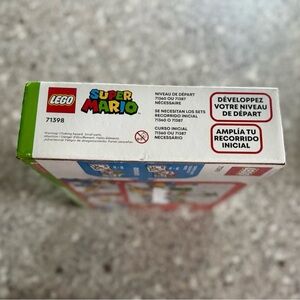 LEGO
SUPER
MARIO
71398
NIVEAU DE DÉPART
71360 OU 71387
NÉCESSAIRE
SE NECESITAN LOS SETS
RECORRIDO INICIAL
71360 O 71387
CURSO INICIAL
71360 OU 71387
NECESSÁRIO
DÉVELOPPEZ
VOTRE NIVEAU
DE DÉPART
AMPLÍA TU
RECORRIDO
INICIAL